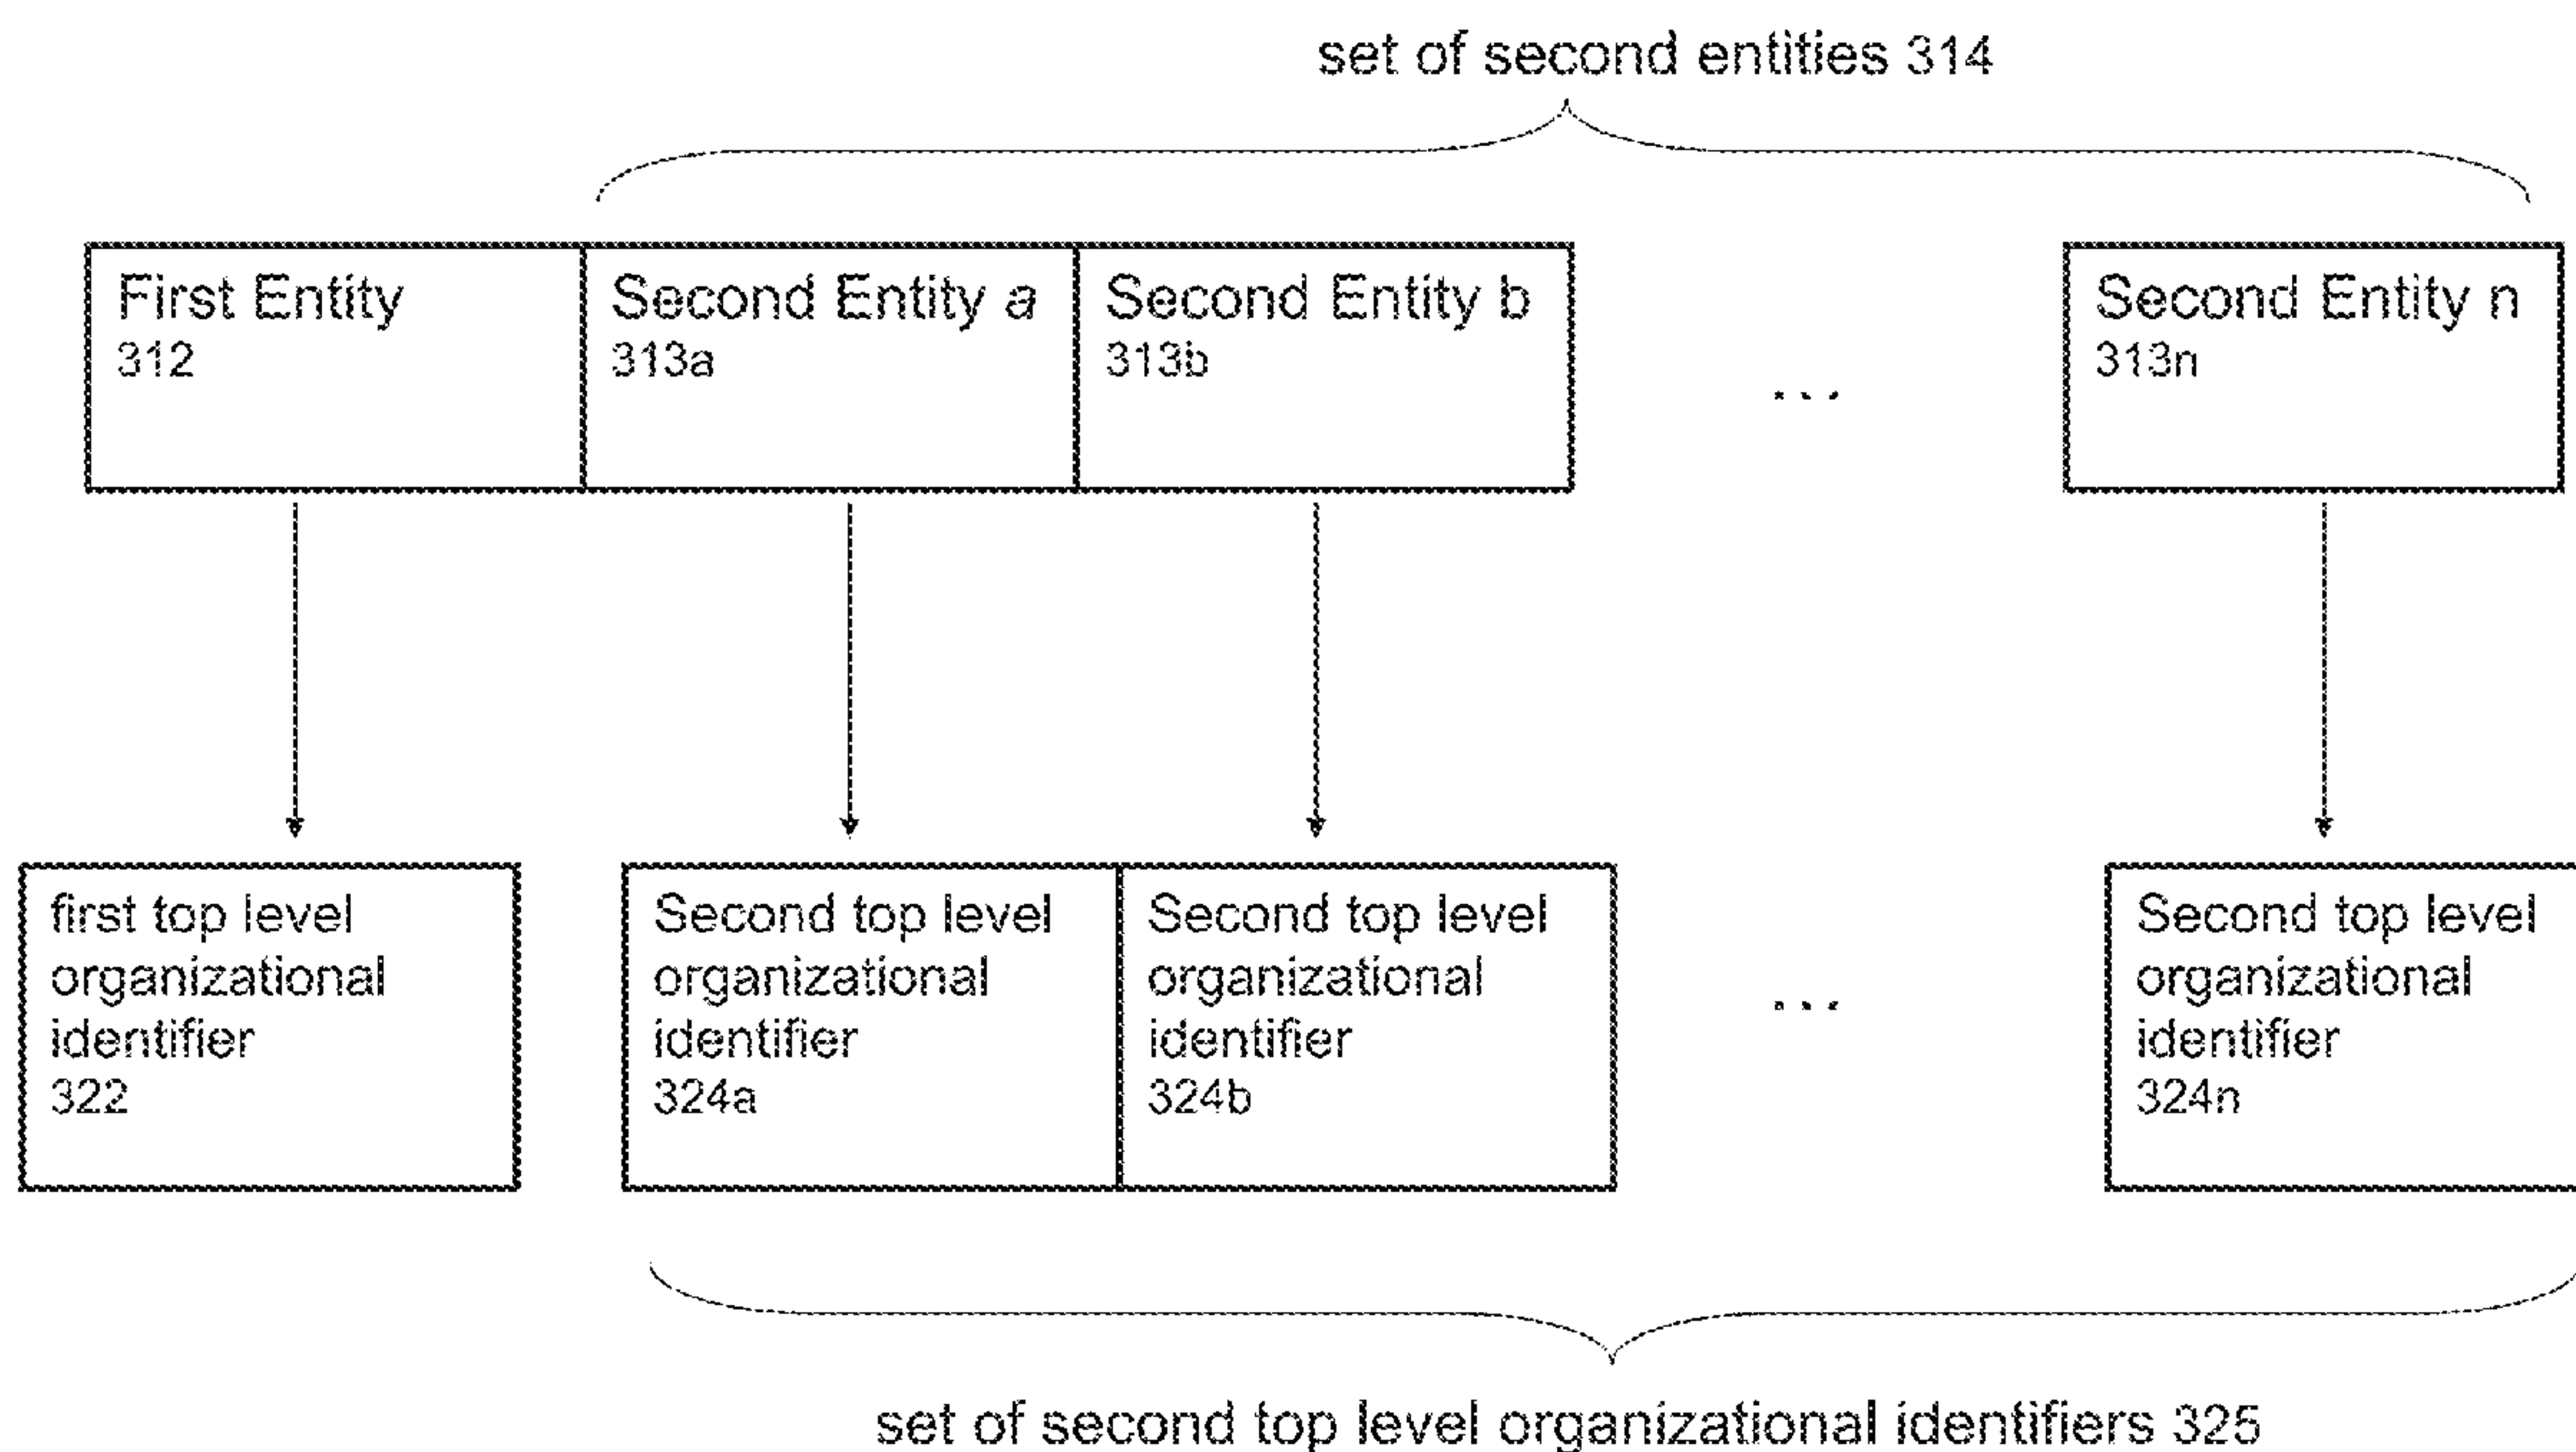 set of second entities 314
First Entity
312
Second Entity a
313a
Second Entity b
313b
...
Second Entity n
313n
first top level
organizational
identifier
322
Second top level
organizational
identifier
324a
Second top level
organizational
identifier
324b
...
Second top level
organizational
identifier
324n
set of second top level organizational identifiers 325